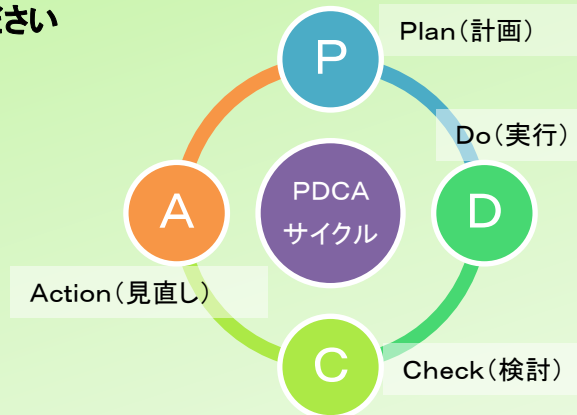 ださい
P
Plan（計画）
Do（実行）
A
PDCA
サイクル
D
Action（見直し）
C
Check（検討）